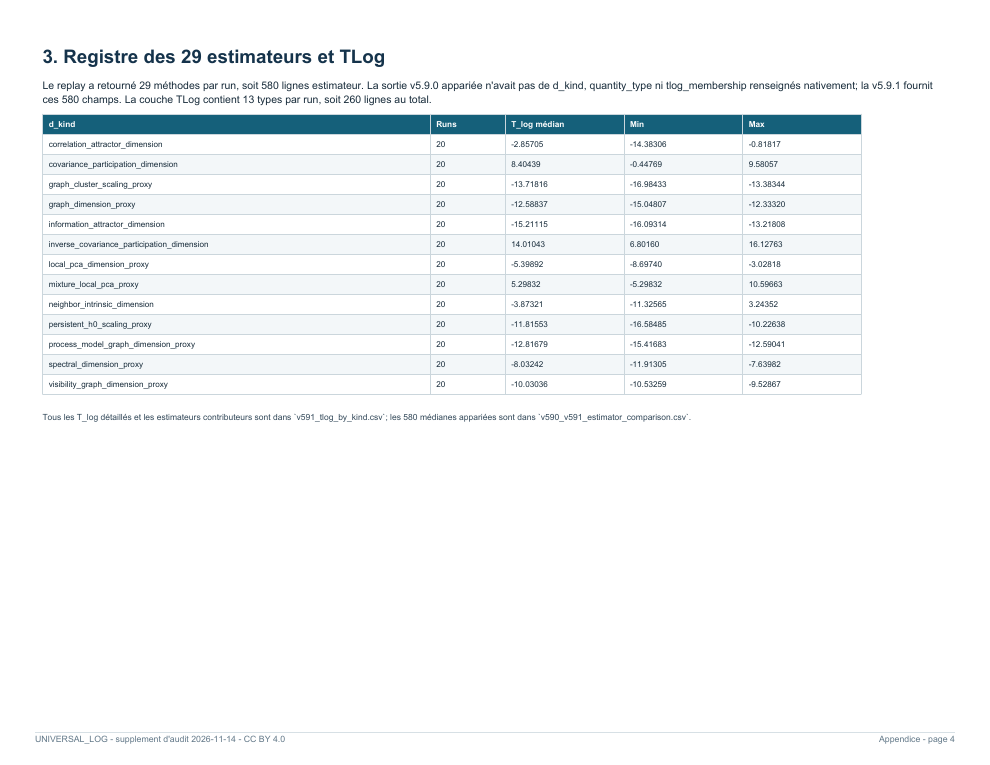 3. Registre des 29 estimateurs et TLog
Le replay a retourné 29 méthodes par run, soit 580 lignes estimateur. La sortie v5.9.0 appariée n'avait pas de d_kind, quantity_type ni tlog_membership renseignés nativement; la v5.9.1 fournit
ces 580 champs. La couche TLog contient 13 types par run, soit 260 lignes au total.
d_kind Runs T_log médian Min Max
correlation_attractor_dimension 20 -2.85705 -14.38306 -0.81817
covariance_participation_dimension 20 8.40439 -0.44769 9.58057
graph_cluster_scaling_proxy 20 -13.71816 -16.98433 -13.38344
graph_dimension_proxy 20 -12.58837 -15.04807 -12.33320
information_attractor_dimension 20 -15.21115 -16.09314 -13.21808
inverse_covariance_participation_dimension 20 14.01043 6.80160 16.12763
local_pca_dimension_proxy 20 -5.39892 -8.69740 -3.02818
mixture_local_pca_proxy 20 5.29832 -5.29832 10.59663
neighbor_intrinsic_dimension 20 -3.87321 -11.32565 3.24352
persistent_h0_scaling_proxy 20 -11.81553 -16.58485 -10.22638
process_model_graph_dimension_proxy 20 -12.81679 -15.41683 -12.59041
spectral_dimension_proxy 20 -8.03242 -11.91305 -7.63982
visibility_graph_dimension_proxy 20 -10.03036 -10.53259 -9.52867
Tous les T_log détaillés et les estimateurs contributeurs sont dans `v591_tlog_by_kind.csv`; les 580 médianes appariées sont dans `v590_v591_estimator_comparison.csv`.
UNIVERSAL_LOG - supplement d'audit 2026-11-14 - CC BY 4.0
Appendice - page 4